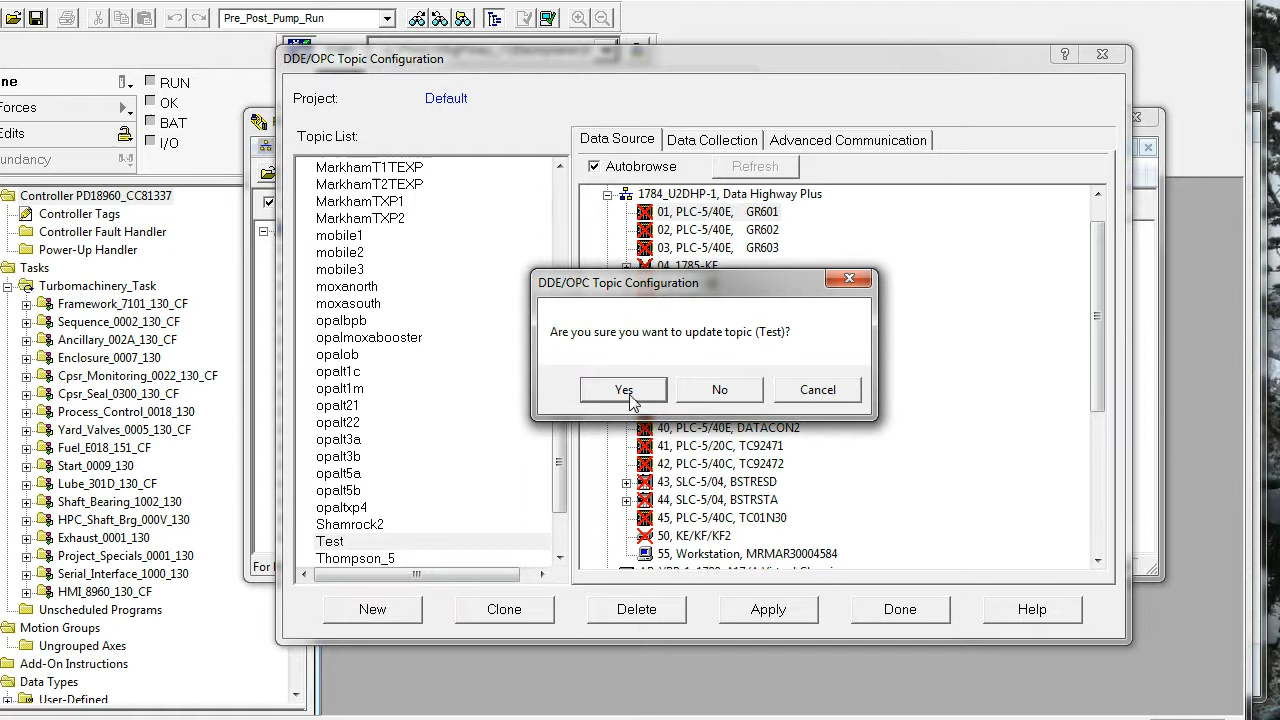 Pre_Post_Pump_Run
DDE/OPC Topic Configuration
ne
RUN
Forces
OK
Edits
BAT
undancy
I/O
Project:
Default
Topic List:
Data Source
Data Collection
Advanced Communication
Autobrowse
Refresh
Controller PD18960_CC81337
Controller Tags
Controller Fault Handler
Power-Up Handler
Tasks
Turbomachinery_Task
Framework_7101_130_CF
Sequence_0002_130_CF
Ancillary_002A_130_CF
Enclosure_0007_130
Cpsr_Monitoring_0022_130_CF
Cpsr_Seal_0300_130_CF
Process_Control_0018_130
Yard_Valves_0005_130_CF
Fuel_E018_151_CF
Start_0009_130
Lube_301D_130_CF
Shaft_Bearing_1002_130
HPC_Shaft_Brg_000V_130
Exhaust_0001_130
Project_Specials_0001_130
Serial_Interface_1000_130
HMI_8960_130_CF
Unscheduled Programs
Motion Groups
Ungrouped Axes
Add-On Instructions
Data Types
User-Defined
For
MarkhamT1TEXP
MarkhamT2TEXP
MarkhamTXP1
MarkhamTXP2
mobile1
mobile2
mobile3
moxanorth
moxasouth
opalbpb
opalmoxabooster
opalob
opalt1c
opalt1m
opalt21
opalt22
opalt3a
opalt3b
opalt5a
opalt5b
opaltxp4
Shamrock2
Test
Thompson_5
1784_U2DHP-1, Data Highway Plus
01, PLC-5/40E, GR601
02, PLC-5/40E, GR602
03, PLC-5/40E, GR603
04, 1785-KE
DDE/OPC Topic Configuration
Are you sure you want to update topic (Test)?
Yes
No
Cancel
40, PLC-5/40E, DATACON2
41, PLC-5/20C, TC92471
42, PLC-5/40C, TC92472
43, SLC-5/04, BSTRESD
44, SLC-5/04, BSTRSTA
45, PLC-5/40C, TC01N30
50, KE/KF/KF2
55, Workstation, MRMAR30004584
New
Clone
Delete
Apply
Done
Help